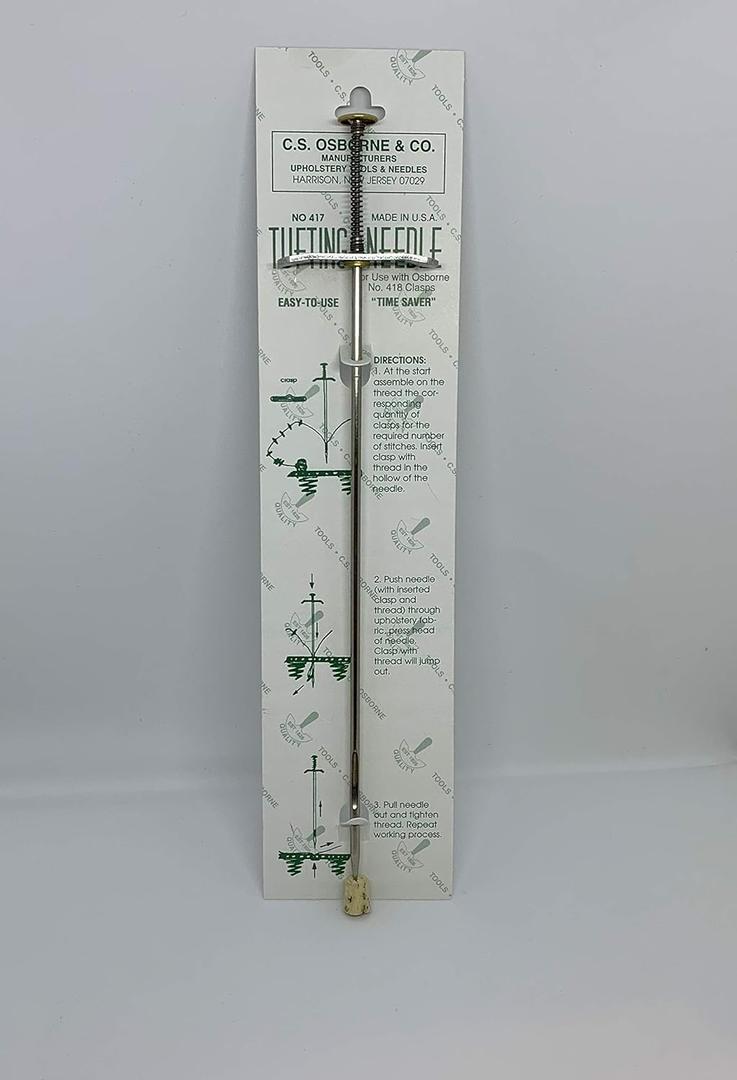 C.S. OSBORNE & CO.
MANUFACTURERS
UPHOLSTERY TOOLS & NEEDLES
HARRISON, NEW JERSEY 07029
NO 417 MADE IN U.S.A.
TUFTING NEEDLE
For Use with Osborne
No. 418 Clasps
EASY-TO-USE "TIME SAVER"
clasp
DIRECTIONS:
1. At the start
assemble on the
thread the cor-
responding
quantity of
clasps for the
required number
of stitches. Insert
clasp with
thread in the
hollow of the
needle.
2. Push needle
(with inserted
clasp and
thread) through
upholstery fab-
ric, press head
of needle.
Clasp with
thread will jump
out.
3. Pull needle
out and tighten
thread. Repeat
working process.
TOOLS • C.S. OSBORNE
EST 1826
QUALITY